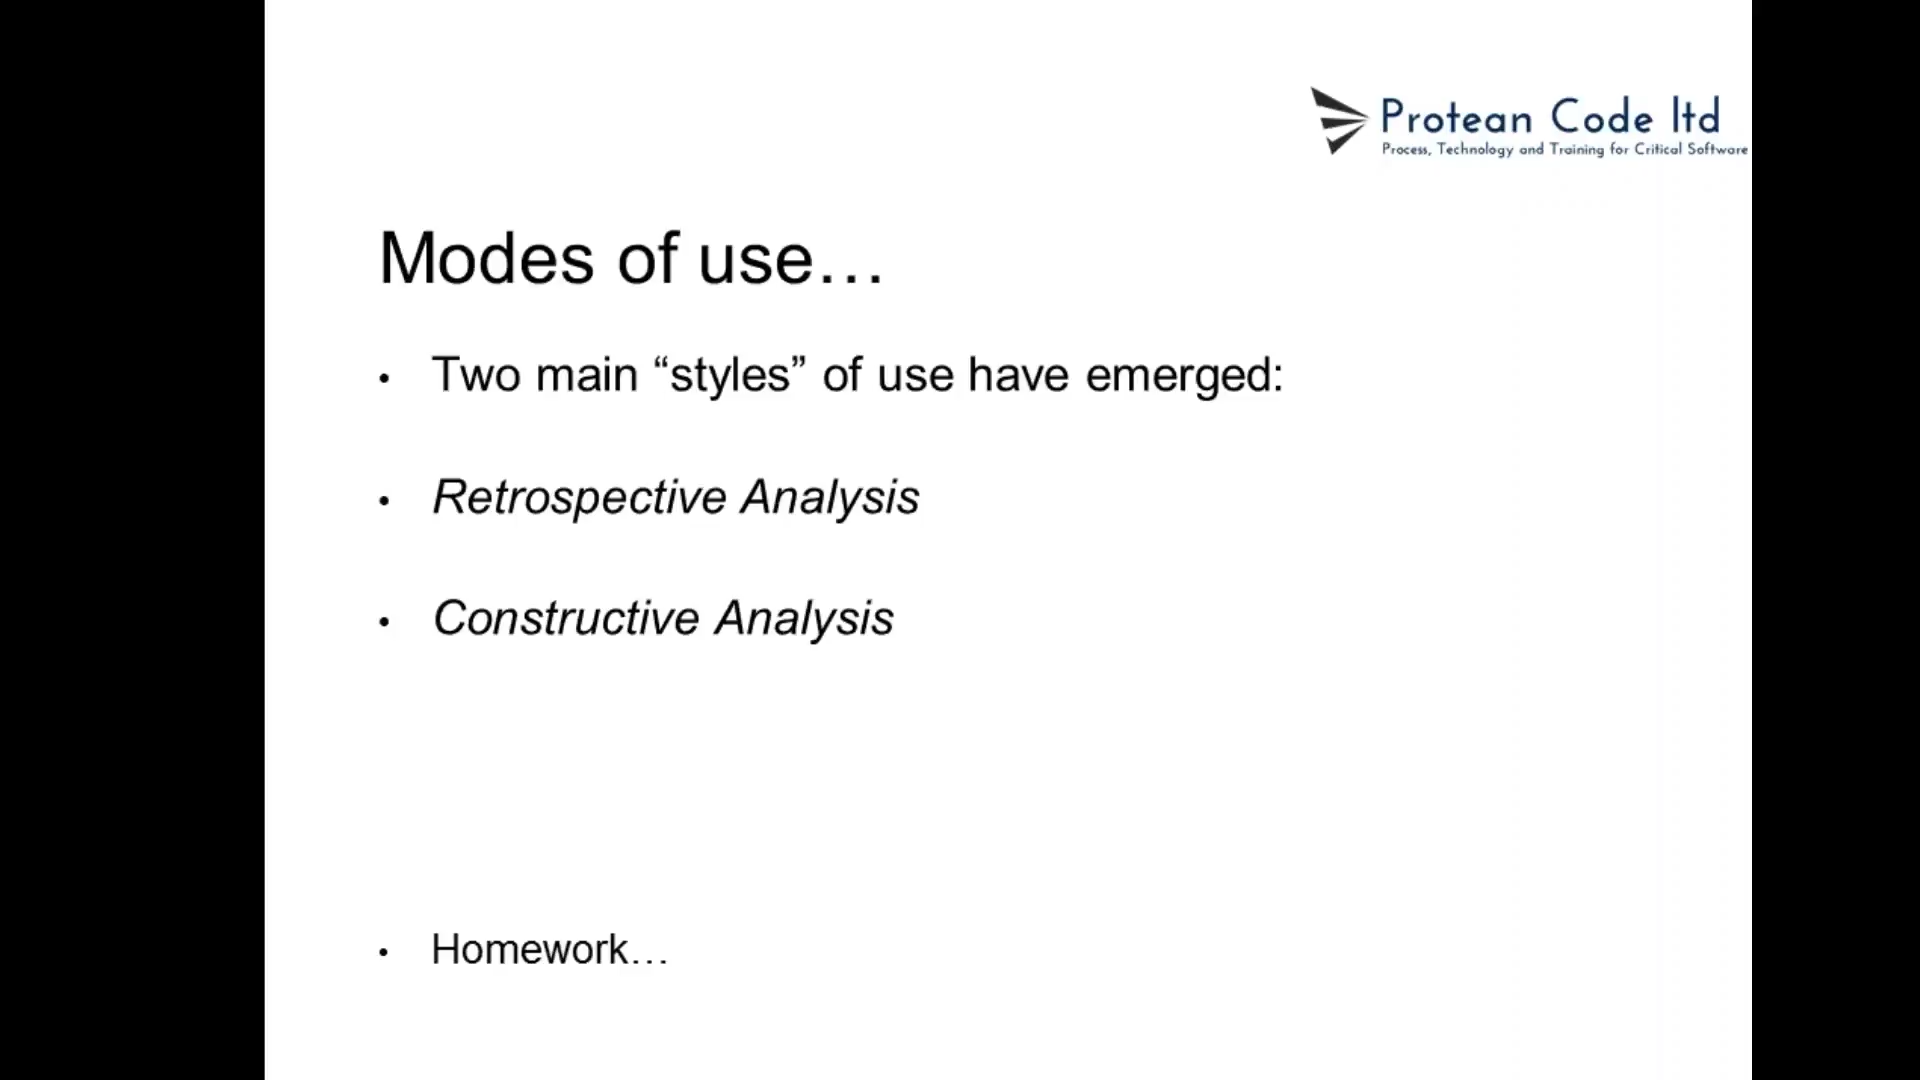 Protean Code ltd
Process, Technology and Training for Critical Software
Modes of use…
• Two main “styles” of use have emerged:
• Retrospective Analysis
• Constructive Analysis
• Homework…